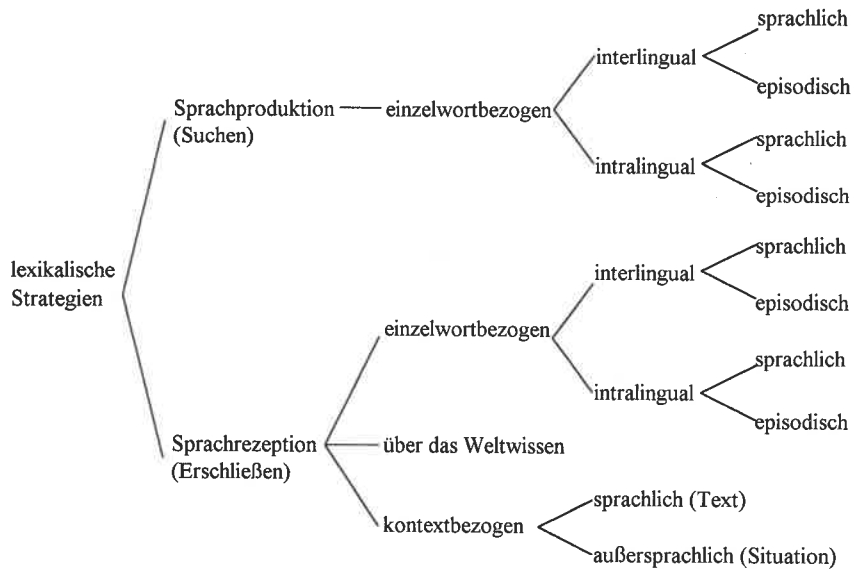 sprachlich
interlingual
episodisch
Sprachproduktion
(Suchen)
einzelwortbezogen
sprachlich
intralingual
episodisch
lexikalische
Strategien
sprachlich
interlingual
episodisch
einzelwortbezogen
sprachlich
intralingual
episodisch
Sprachrezeption
(Erschließen)
über das Weltwissen
sprachlich (Text)
kontextbezogen
außersprachlich (Situation)